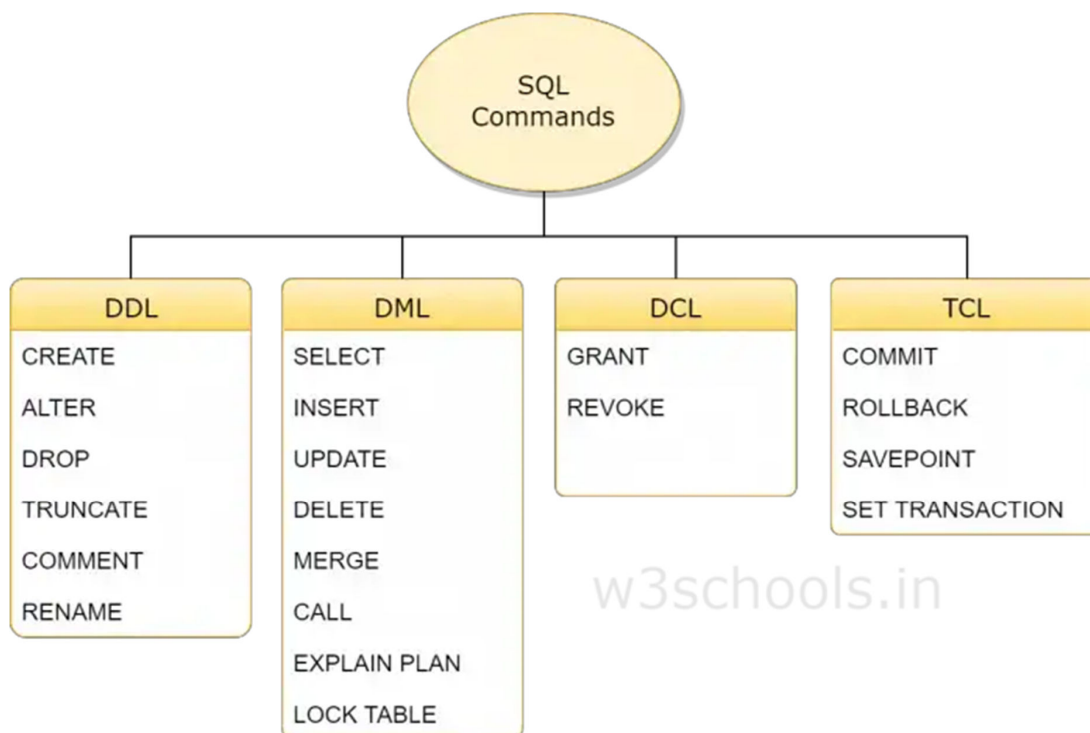 SQL
Commands
DDL
CREATE
ALTER
DROP
TRUNCATE
COMMENT
RENAME
DML
SELECT
INSERT
UPDATE
DELETE
MERGE
CALL
EXPLAIN PLAN
LOCK TABLE
DCL
GRANT
REVOKE
TCL
COMMIT
ROLLBACK
SAVEPOINT
SET TRANSACTION
w3schools.in